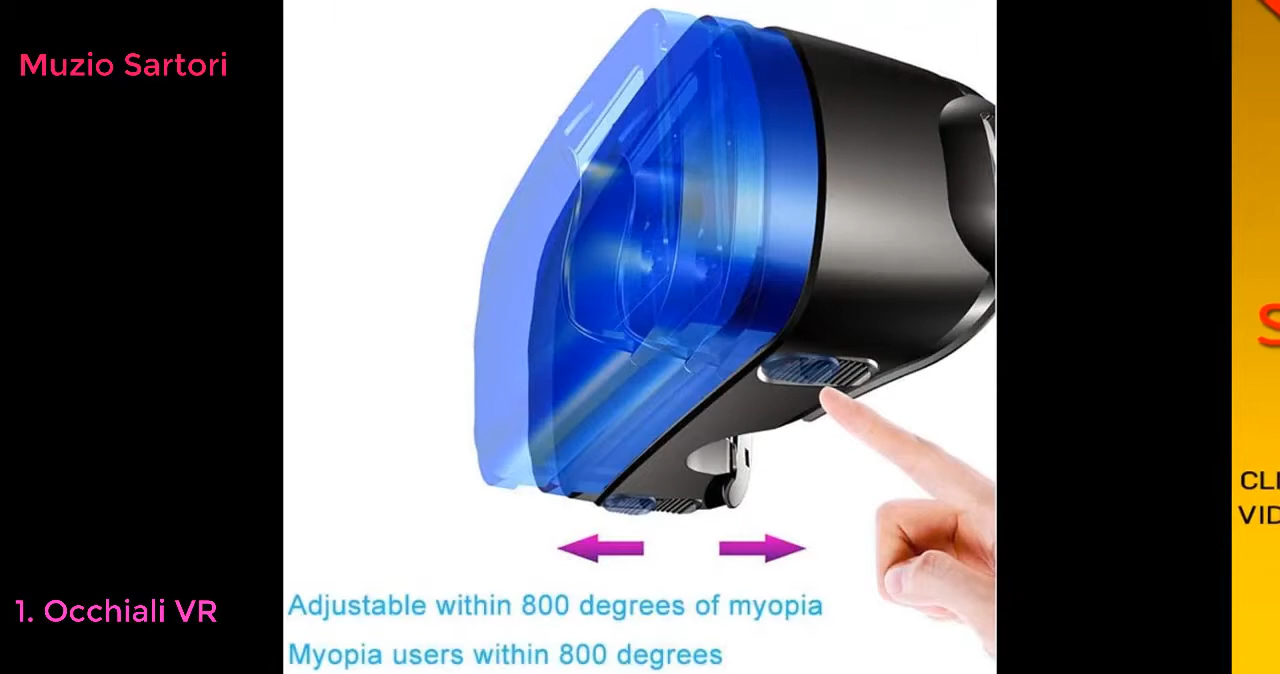 Muzio Sartori
1. Occhiali VR
Adjustable within 800 degrees of myopia
Myopia users within 800 degrees